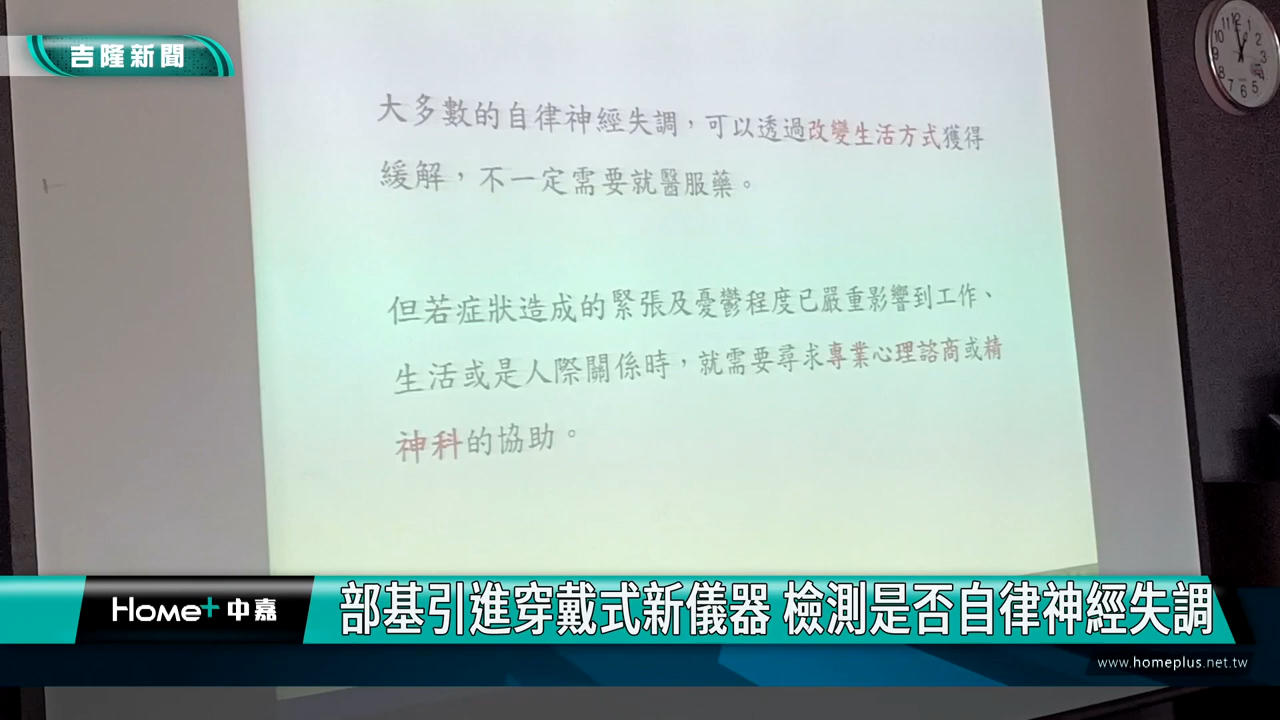 吉隆新聞
大多數的自律神經失調，可以透過改變生活方式獲得
緩解，不一定需要就醫服藥。
但若症狀造成的緊張及憂鬱程度已嚴重影響到工作、
生活或是人際關係時，就需要尋求專業心理諮商或精
神科的協助。
Home+中嘉
部基引進穿戴式新儀器 檢測是否自律神經失調
www.homeplus.net.tw